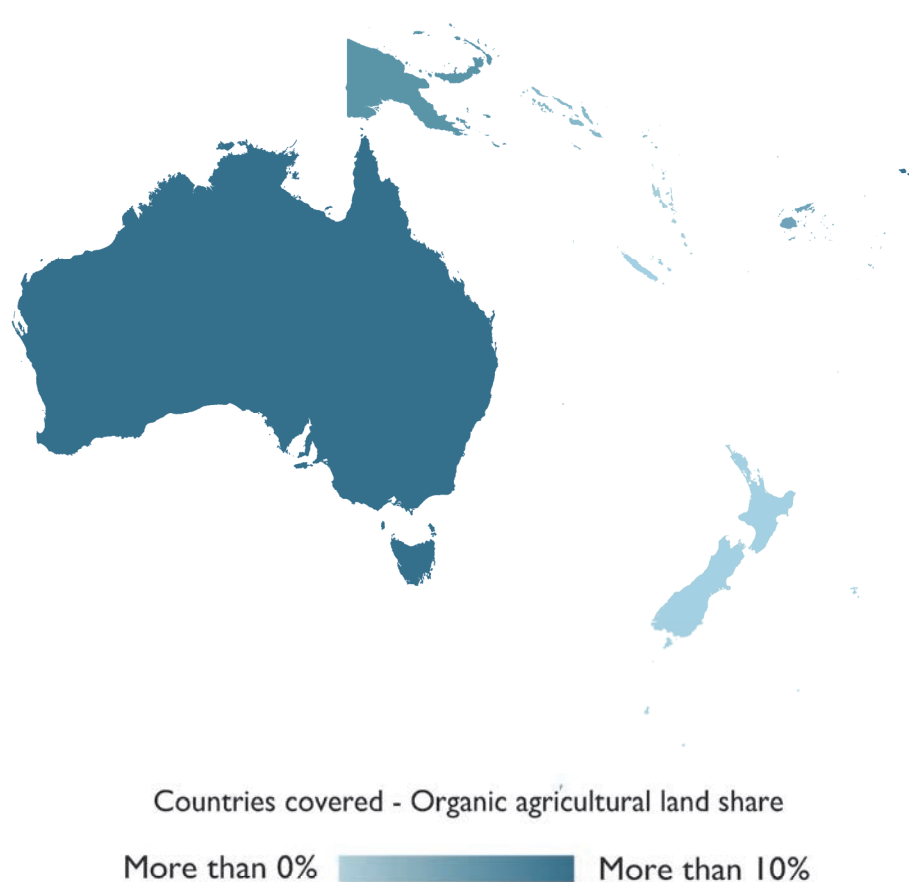 Countries covered - Organic agricultural land share
More than 0%
More than 10%